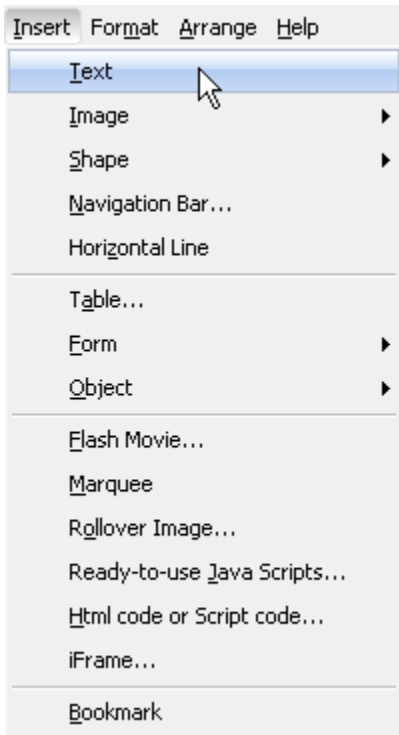 Insert Format Arrange Help
Text
Image
Shape
Navigation Bar...
Horizontal Line
Table...
Form
Object
Flash Movie...
Marquee
Rollover Image...
Ready-to-use Java Scripts...
Html code or Script code...
iFrame...
Bookmark